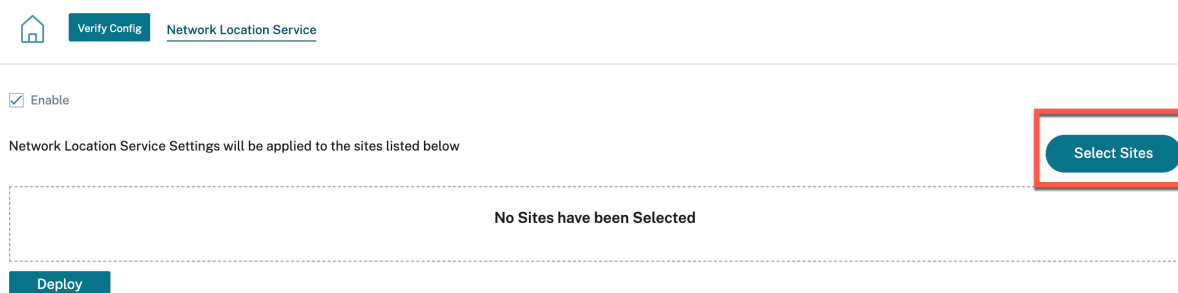 Verify Config
Network Location Service
Enable
Network Location Service Settings will be applied to the sites listed below
Select Sites
No Sites have been Selected
Deploy